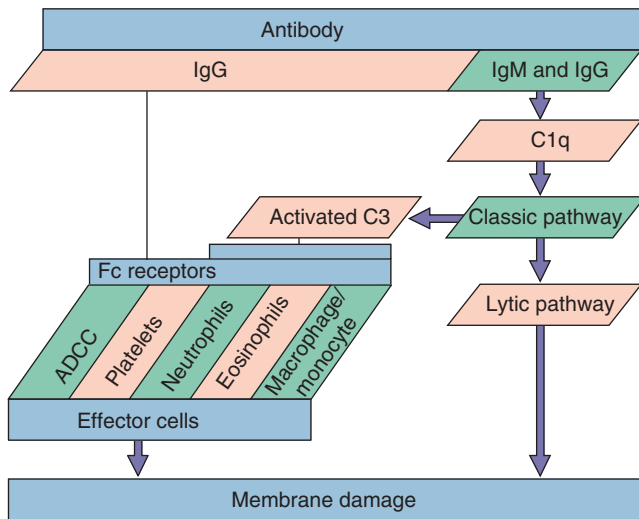 Antibody
IgG
IgM and IgG
C1q
Activated C3
Classic pathway
Fc receptors
Lytic pathway
ADCC
Platelets
Neutrophils
Eosinophils
Macrophage/
monocyte
Effector cells
Membrane damage